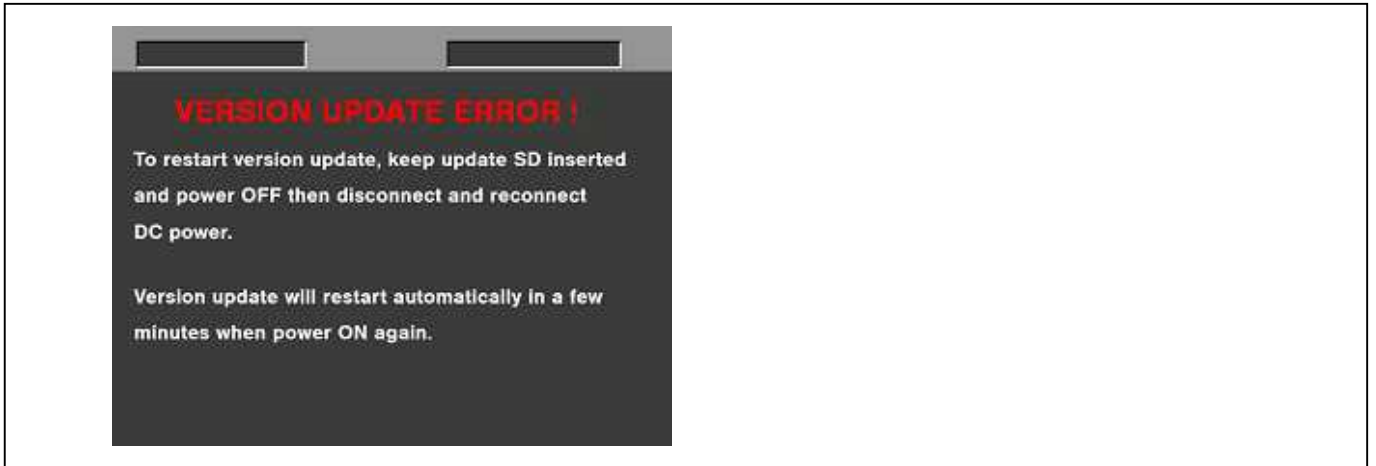 VERSION UPDATE ERROR !
To restart version update, keep update SD inserted
and power OFF then disconnect and reconnect
DC power.
Version update will restart automatically in a few
minutes when power ON again.